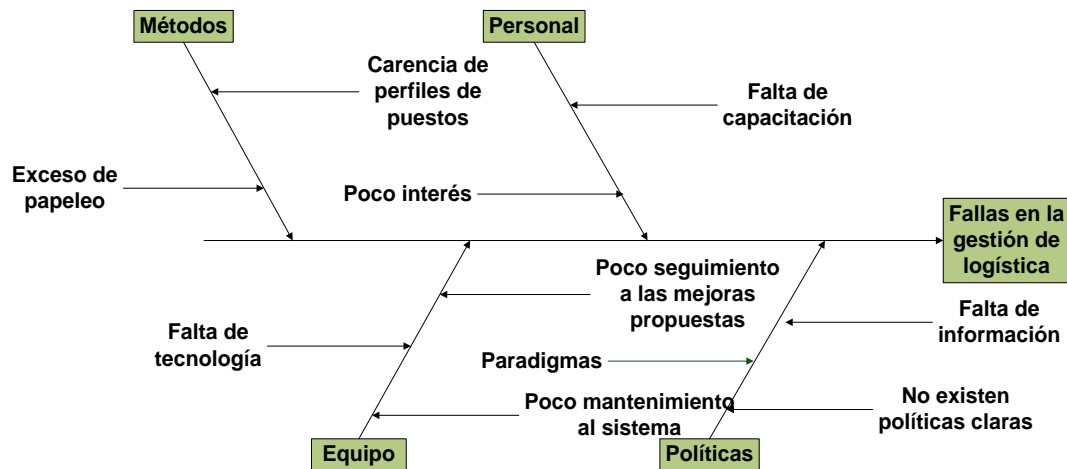 Métodos
Personal
Carencia de
perfiles de
puestos
Falta de
capacitación
Exceso de
papeleo
Poco interés
Fallas en la
gestión de
logística
Poco seguimiento
a las mejoras
propuestas
Falta de
información
Falta de
tecnología
Paradigmas
Poco mantenimiento
al sistema
No existen
políticas claras
Equipo
Políticas